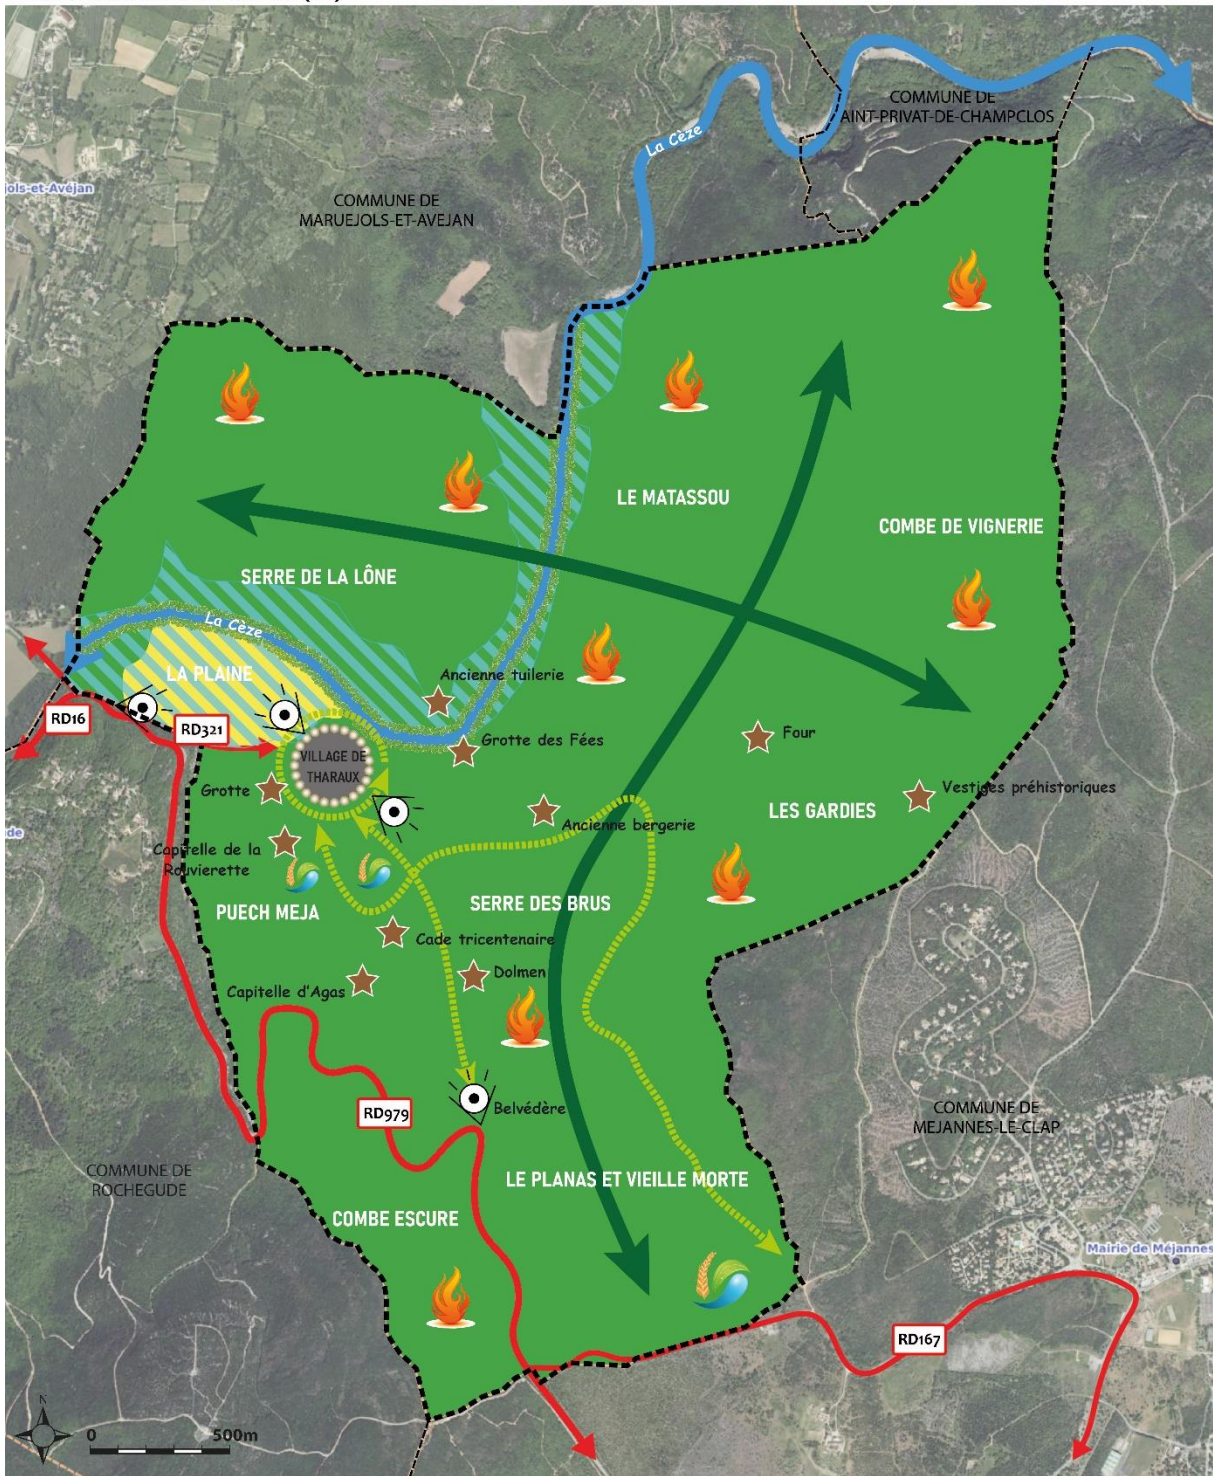 COMMUNE DE
AINT-PRIVAT-DE-CHAMPCLOS
La Cèze
jols-et-Avéjan
COMMUNE DE
MARUEJOLS-ET-AVEJAN
LE MATASSOU
COMBE DE VIGNERIE
SERRE DE LA LÔNE
La Cèze
LA PLAINE
Ancienne tuilerie
RD16
RD321
Grotte des Fées
Four
VILLAGE DE
THARAUX
Grotte
Vestiges préhistoriques
LES GARDIES
Ancienne bergerie
de
Capitelle de la
Rouvierette
PUECH MEJA
SERRE DES BRUS
Cade tricentenaire
Dolmen
Capitelle d'Agas
RD979
Belvédère
COMMUNE DE
MEJANNES-LE-CLAP
COMMUNE DE
ROCHEGUDE
LE PLANAS ET VIEILLE MORTE
COMBE ESCURE
Mairie de Méjannes
RD167
N
0 500m